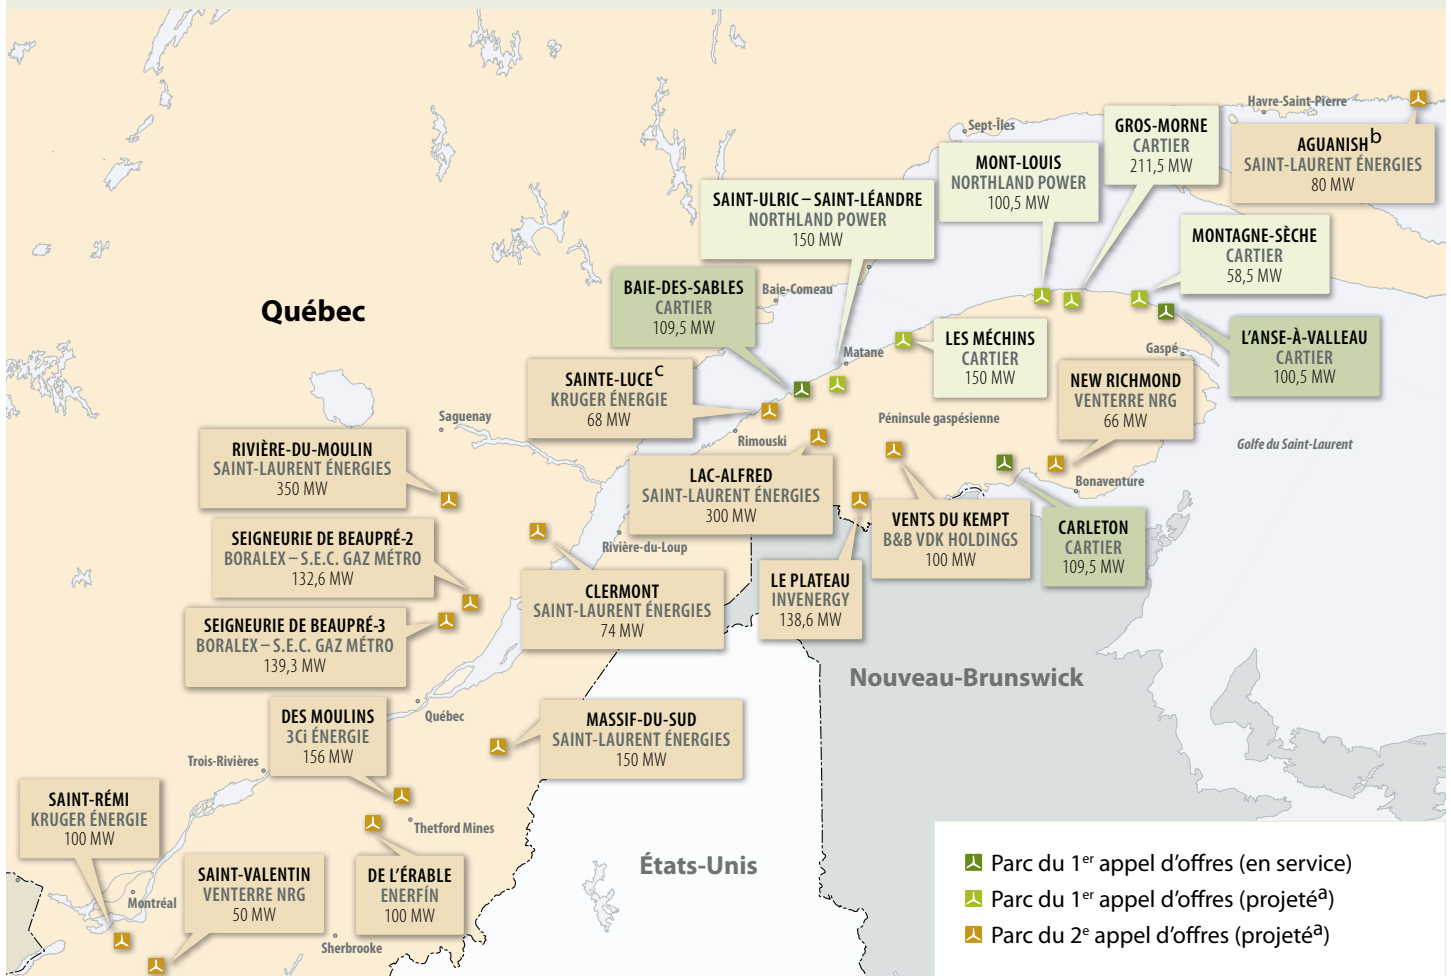 Havre-Saint-Pierre
Sept-Îles
GROS-MORNE
CARTIER
211,5 MW
AGUANISH b
SAINT-LAURENT ÉNERGIES
80 MW
MONT-LOUIS
NORTHLAND POWER
100,5 MW
SAINT-ULRIC – SAINT-LÉANDRE
NORTHLAND POWER
150 MW
MONTAGNE-SÈCHE
CARTIER
58,5 MW
BAIE-DES-SABLES
CARTIER
109,5 MW
Baie-Comeau
Québec
L'ANSE-À-VALLEAU
CARTIER
100,5 MW
LES MÉCHINS
CARTIER
150 MW
Matane
Gaspé
SAINTE-LUCE c
KRUGER ÉNERGIE
68 MW
NEW RICHMOND
VENTERRE NRG
66 MW
Saguenay
Péninsule gaspésienne
Rimouski
Golfe du Saint-Laurent
RIVIÈRE-DU-MOULIN
SAINT-LAURENT ÉNERGIES
350 MW
LAC-ALFRED
SAINT-LAURENT ÉNERGIES
300 MW
Bonaventure
VENTS DU KEMPT
B&B VDK HOLDINGS
100 MW
CARLETON
CARTIER
109,5 MW
SEIGNEURIE DE BEAUPRÉ-2
BORALEX – S.E.C. GAZ MÉTRO
132,6 MW
Rivière-du-Loup
CLERMONT
SAINT-LAURENT ÉNERGIES
74 MW
LE PLATEAU
INVENERGY
138,6 MW
SEIGNEURIE DE BEAUPRÉ-3
BORALEX – S.E.C. GAZ MÉTRO
139,3 MW
Nouveau-Brunswick
DES MOULINS
3Ci ÉNERGIE
156 MW
Québec
MASSIF-DU-SUD
SAINT-LAURENT ÉNERGIES
150 MW
Trois-Rivières
SAINT-RÉMI
KRUGER ÉNERGIE
100 MW
Thetford Mines
SAINT-VALENTIN
VENTERRE NRG
50 MW
DE L'ÉRABLE
ENERFÍN
100 MW
États-Unis
Montréal
Sherbrooke
Parc du 1er appel d'offres (en service)
Parc du 1er appel d'offres (projeté a)
Parc du 2e appel d'offres (projeté a)